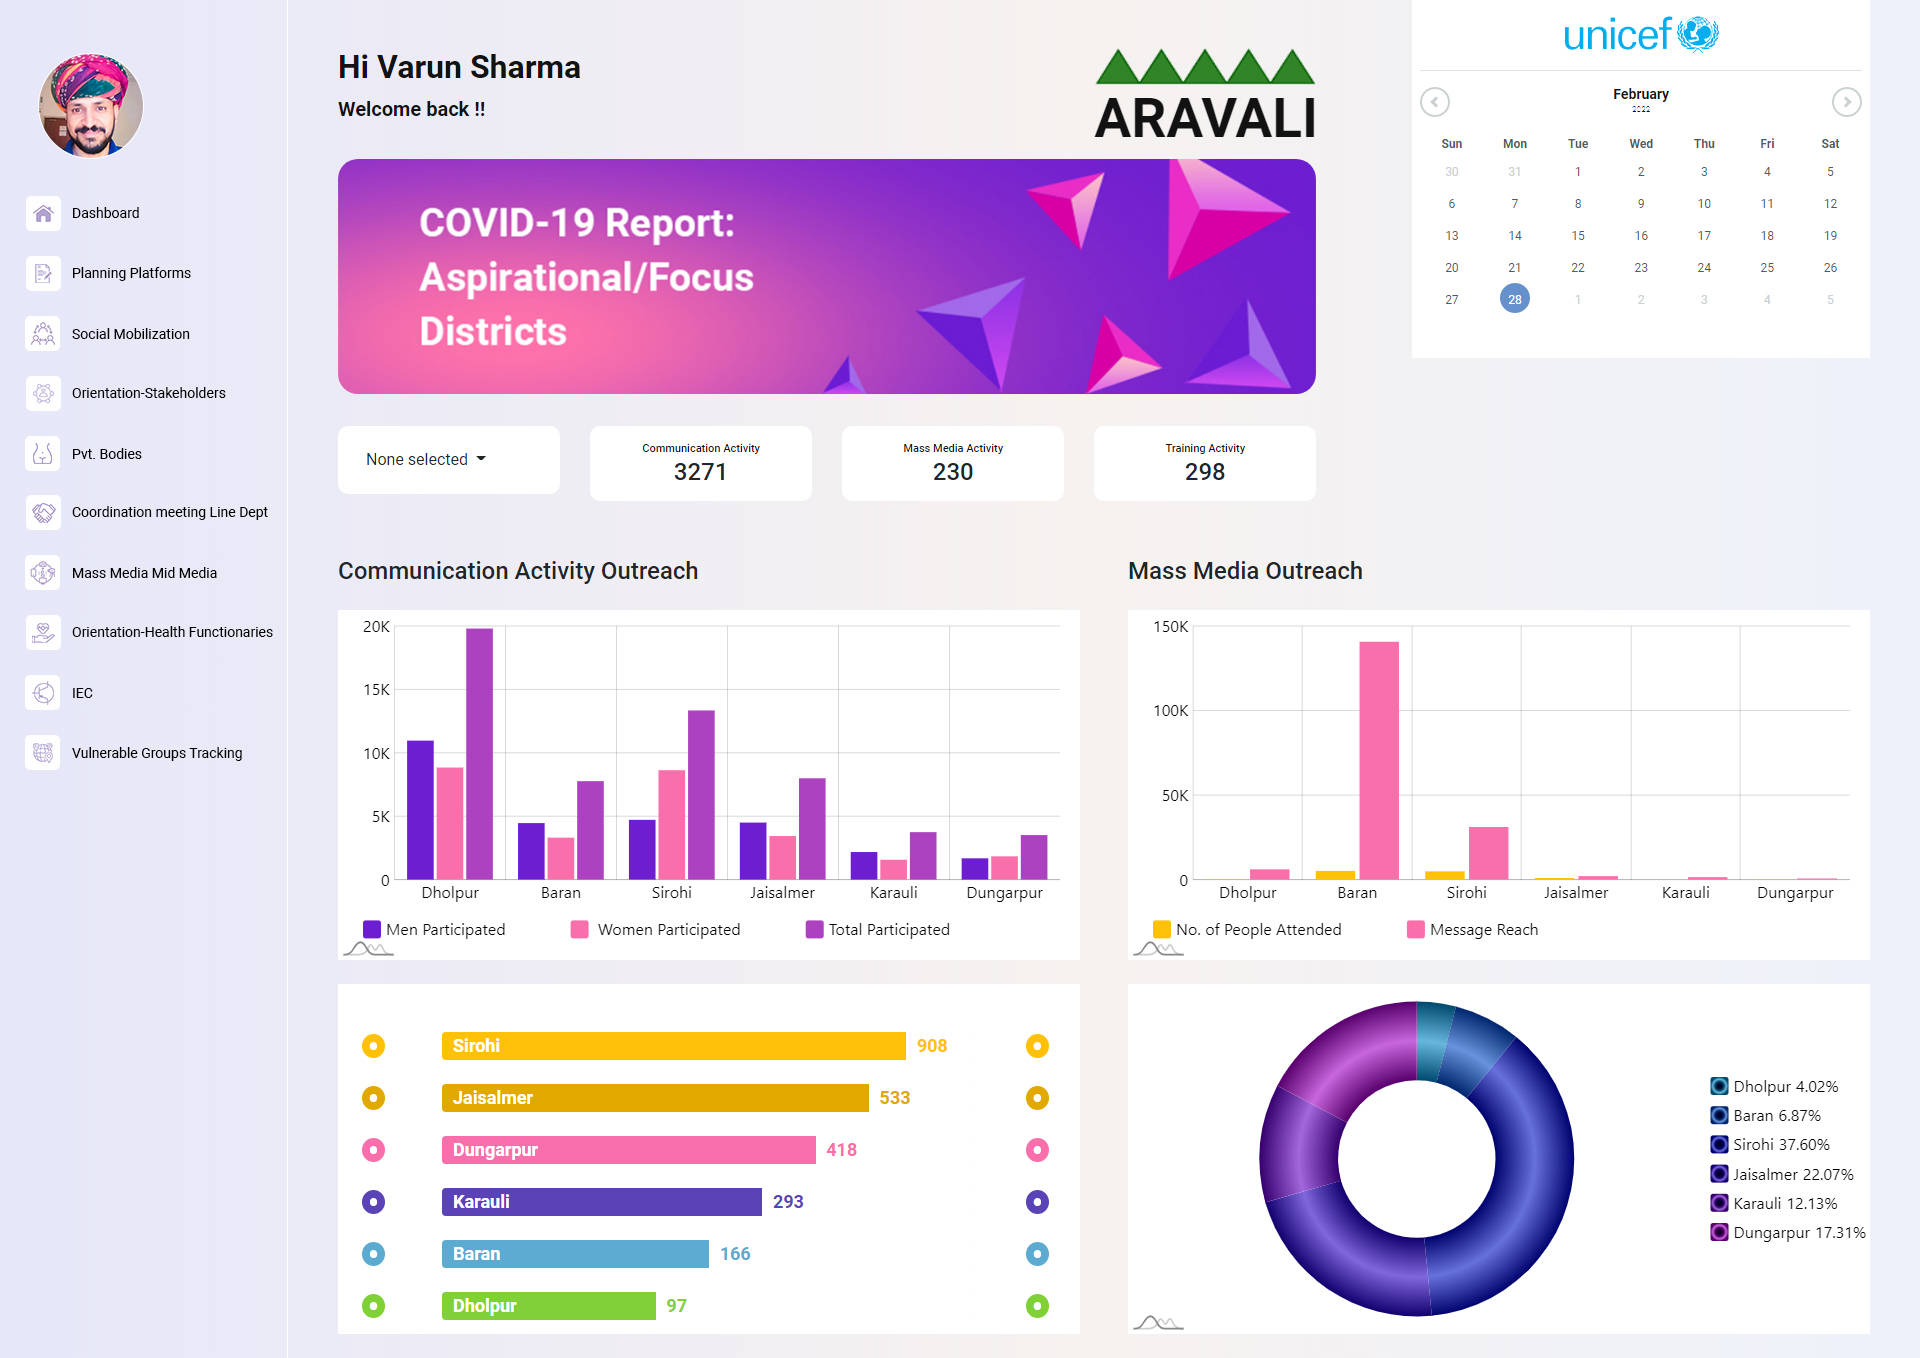 Dashboard
Planning Platforms
Social Mobilization
Orientation-Stakeholders
Pvt. Bodies
Coordination meeting Line Dept
Mass Media Mid Media
Orientation-Health Functionaries
IEC
Vulnerable Groups Tracking
Hi Varun Sharma
Welcome back !!
ARAVALI
COVID-19 Report:
Aspirational/Focus
Districts
unicef
February
Sun Mon Tue Wed Thu Fri Sat
30 31 1 2 3 4 5
6 7 8 9 10 11 12
13 14 15 16 17 18 19
20 21 22 23 24 25 26
27 28 1 2 3 4 5
None selected
Communication Activity
3271
Mass Media Activity
230
Training Activity
298
Communication Activity Outreach
20K
15K
10K
5K
0
Dholpur Baran Sirohi Jaisalmer Karauli Dungarpur
Men Participated Women Participated Total Participated
Mass Media Outreach
150K
100K
50K
0
Dholpur Baran Sirohi Jaisalmer Karauli Dungarpur
No. of People Attended Message Reach
Sirohi 908
Jaisalmer 533
Dungarpur 418
Karauli 293
Baran 166
Dholpur 97
Dholpur 4.02%
Baran 6.87%
Sirohi 37.60%
Jaisalmer 22.07%
Karauli 12.13%
Dungarpur 17.31%